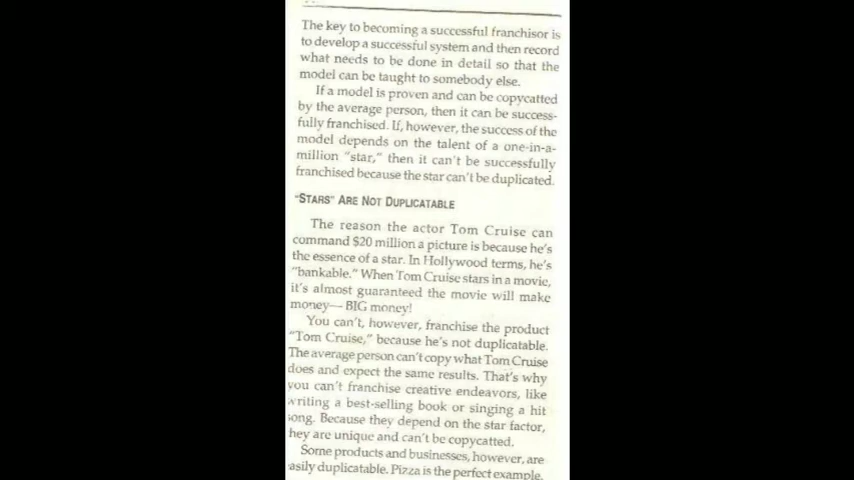 The key to becoming a successful franchisor is
to develop a successful system and then record
what needs to be done in detail so that the
model can be taught to somebody else.
If a model is proven and can be copycatted
by the average person, then it can be success-
fully franchised. If, however, the success of the
model depends on the talent of a one-in-a-
million "star," then it can't be successfully
franchised because the star can't be duplicated.
"STARS" ARE NOT DUPLICATABLE
The reason the actor Tom Cruise can
command $20 million a picture is because he's
the essence of a star. In Hollywood terms, he's
"bankable." When Tom Cruise stars in a movie,
it's almost guaranteed the movie will make
money— BIG money!
You can't, however, franchise the product
"Tom Cruise," because he's not duplicatable.
The average person can't copy what Tom Cruise
does and expect the same results. That's why
you can't franchise creative endeavors, like
writing a best-selling book or singing a hit
song. Because they depend on the star factor,
hey are unique and can't be copycatted.
Some products and businesses, however, are
easily duplicatable. Pizza is the perfect example.